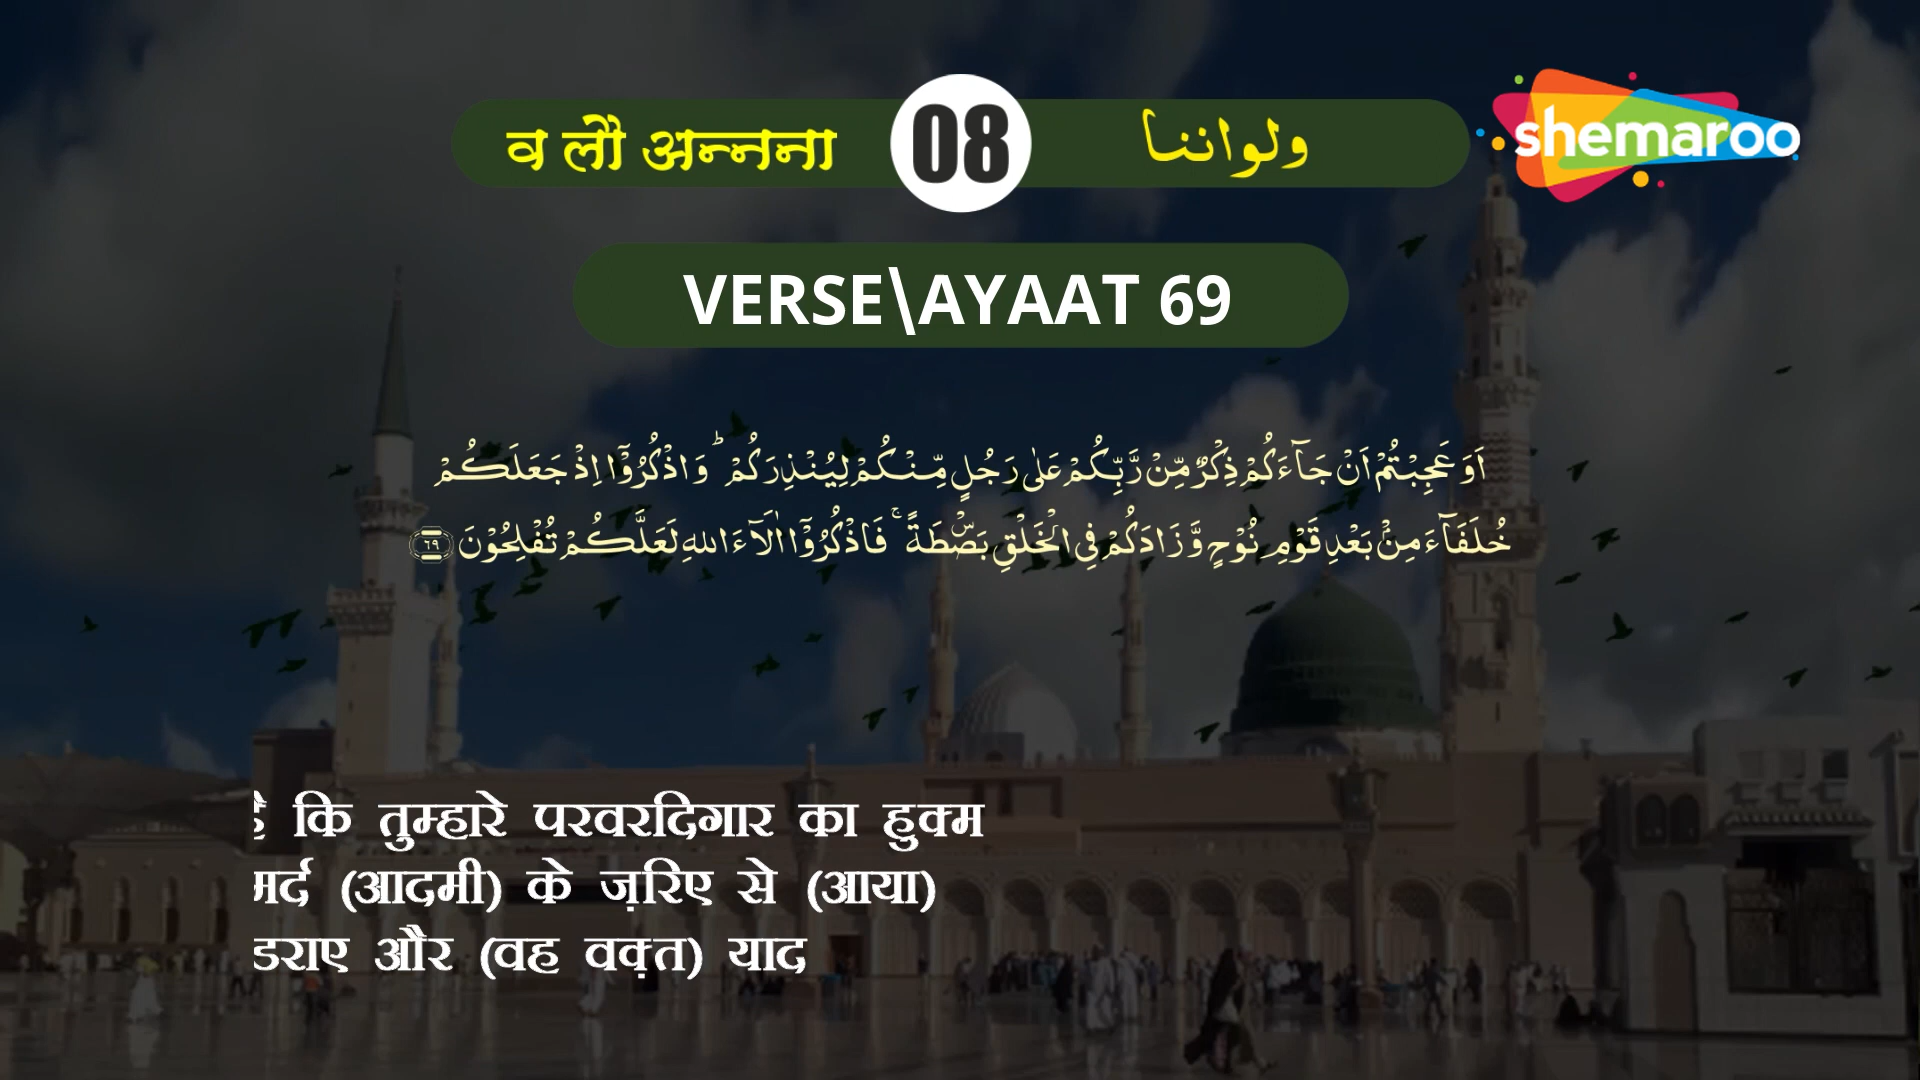 व लौ अन्नना 08 ولواننا
shemaroo
VERSE\AYAAT 69
اَوَعَجِبْتُمْ اَنْ جَآءَكُمْ ذِكْرٌ مِّنْ رَّبِّكُمْ عَلٰى رَجُلٍ مِّنْكُمْ لِيُنْذِرَكُمْ ؕ وَاذْكُرُوْۤا اِذْ جَعَلَكُمْ
خُلَفَآءَ مِنْۢ بَعْدِ قَوْمِ نُوْحٍ وَّزَادَكُمْ فِى الْخَلْقِ بَصْۜطَةً ۚ فَاذْكُرُوْۤا اٰلَآءَ اللّٰهِ لَعَلَّكُمْ تُفْلِحُوْنَ ٦٩
कि तुम्हारे परवरदिगार का हुक्म
मर्द (आदमी) के ज़रिए से (आया)
डराए और (वह वक़्त) याद